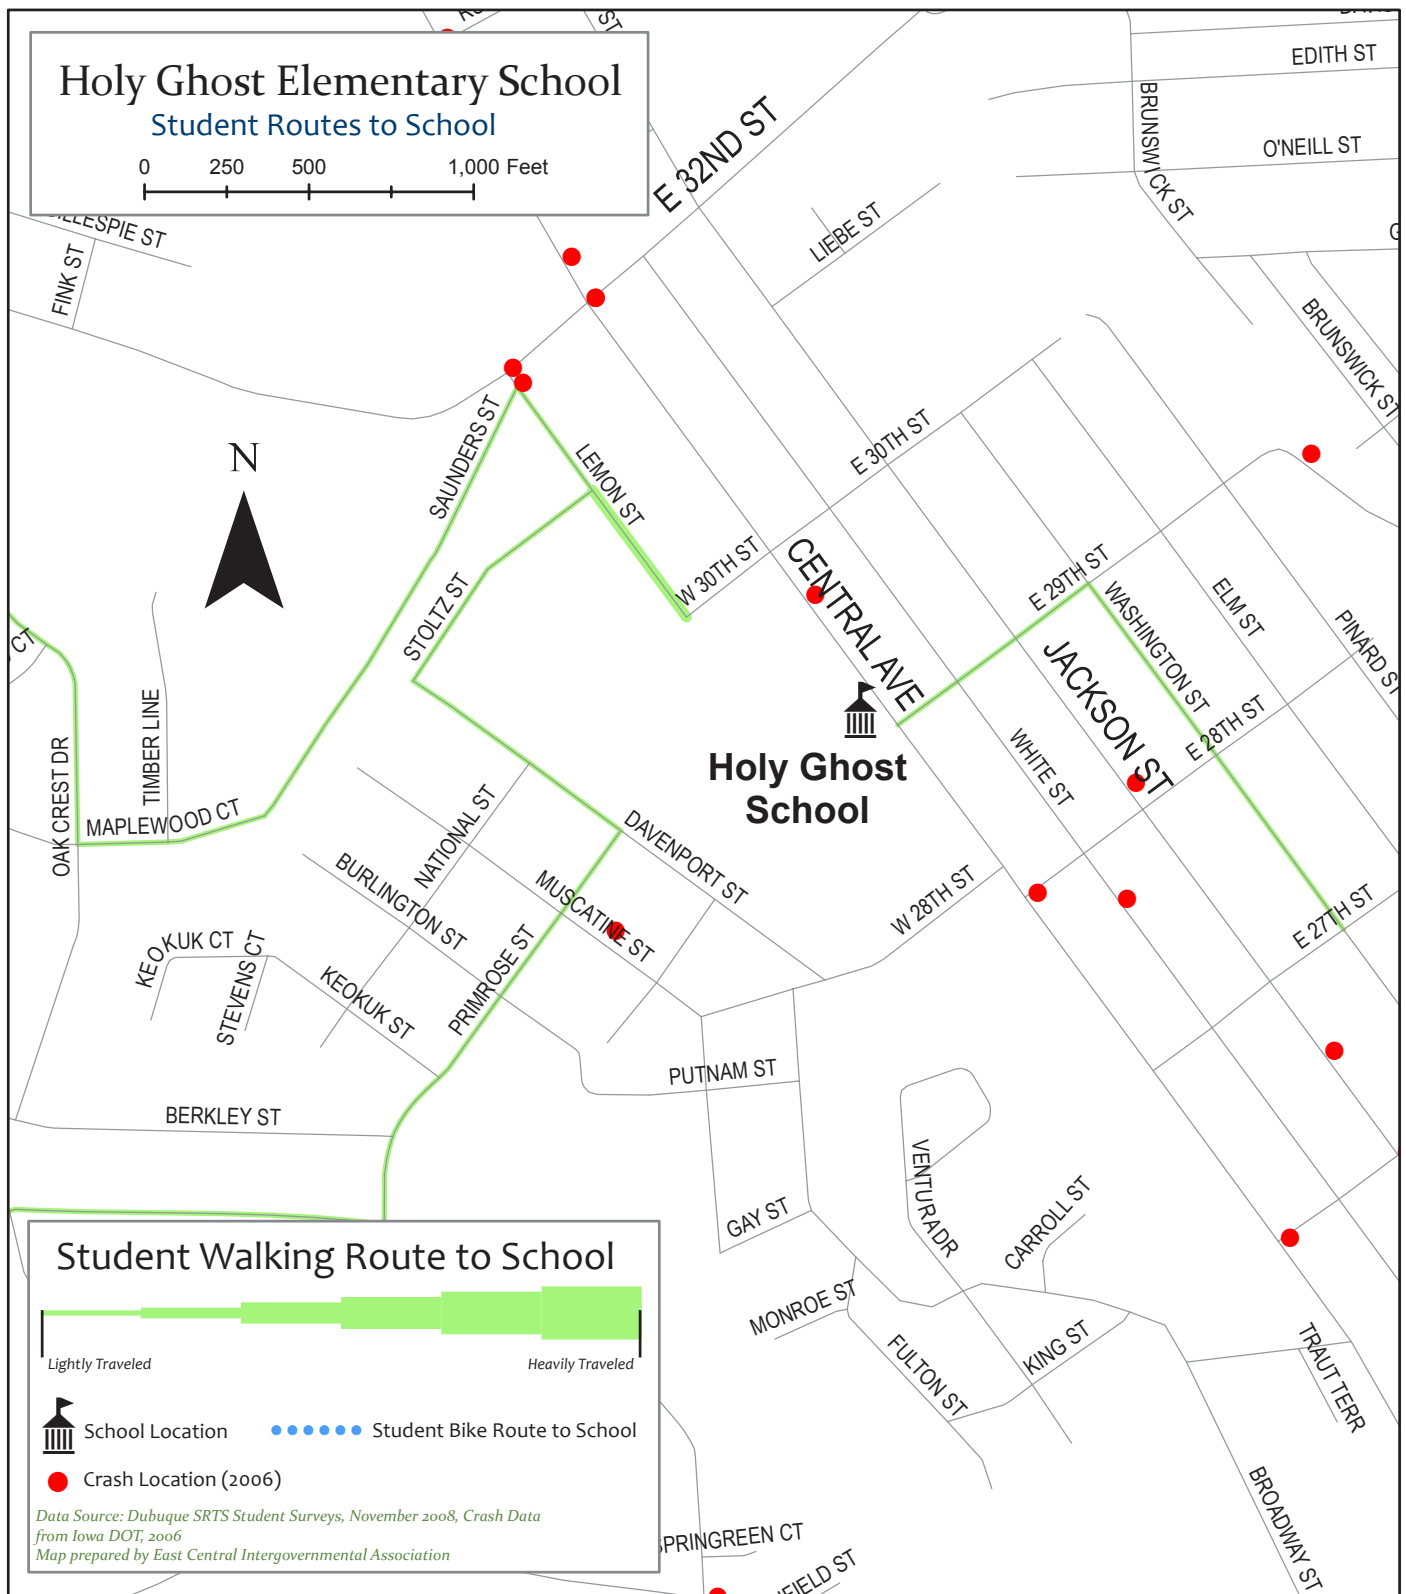 Holy Ghost Elementary School
Student Routes to School
0 250 500 1,000 Feet
ST
EDITH ST
BRUNSWICK ST
O'NEILL ST
E 32ND ST
LIEBE ST
FINK ST
BRUNSWICK ST
N
SAUNDERS ST
LEMON ST
E 30TH ST
W 30TH ST
CENTRAL AVE
E 29TH ST
WASHINGTON ST
ELM ST
PINARD ST
STOLTZ ST
CT
JACKSON ST
E 28TH ST
OAK CREST DR
TIMBER LINE
MAPLEWOOD CT
WHITE ST
Holy Ghost
School
NATIONAL ST
DAVENPORT ST
BURLINGTON ST
MUSCATINE ST
W 28TH ST
E 27TH ST
KEOKUK CT
STEVENS CT
KEOKUK ST
PRIMROSE ST
PUTNAM ST
BERKLEY ST
VENTURA DR
GAY ST
CARROLL ST
MONROE ST
FULTON ST
KING ST
TRAUT TERR
BROADWAY ST
Student Walking Route to School
Lightly Traveled Heavily Traveled
School Location Student Bike Route to School
Crash Location (2006)
Data Source: Dubuque SRTS Student Surveys, November 2008, Crash Data
from Iowa DOT, 2006
Map prepared by East Central Intergovernmental Association
SPRINGREEN CT